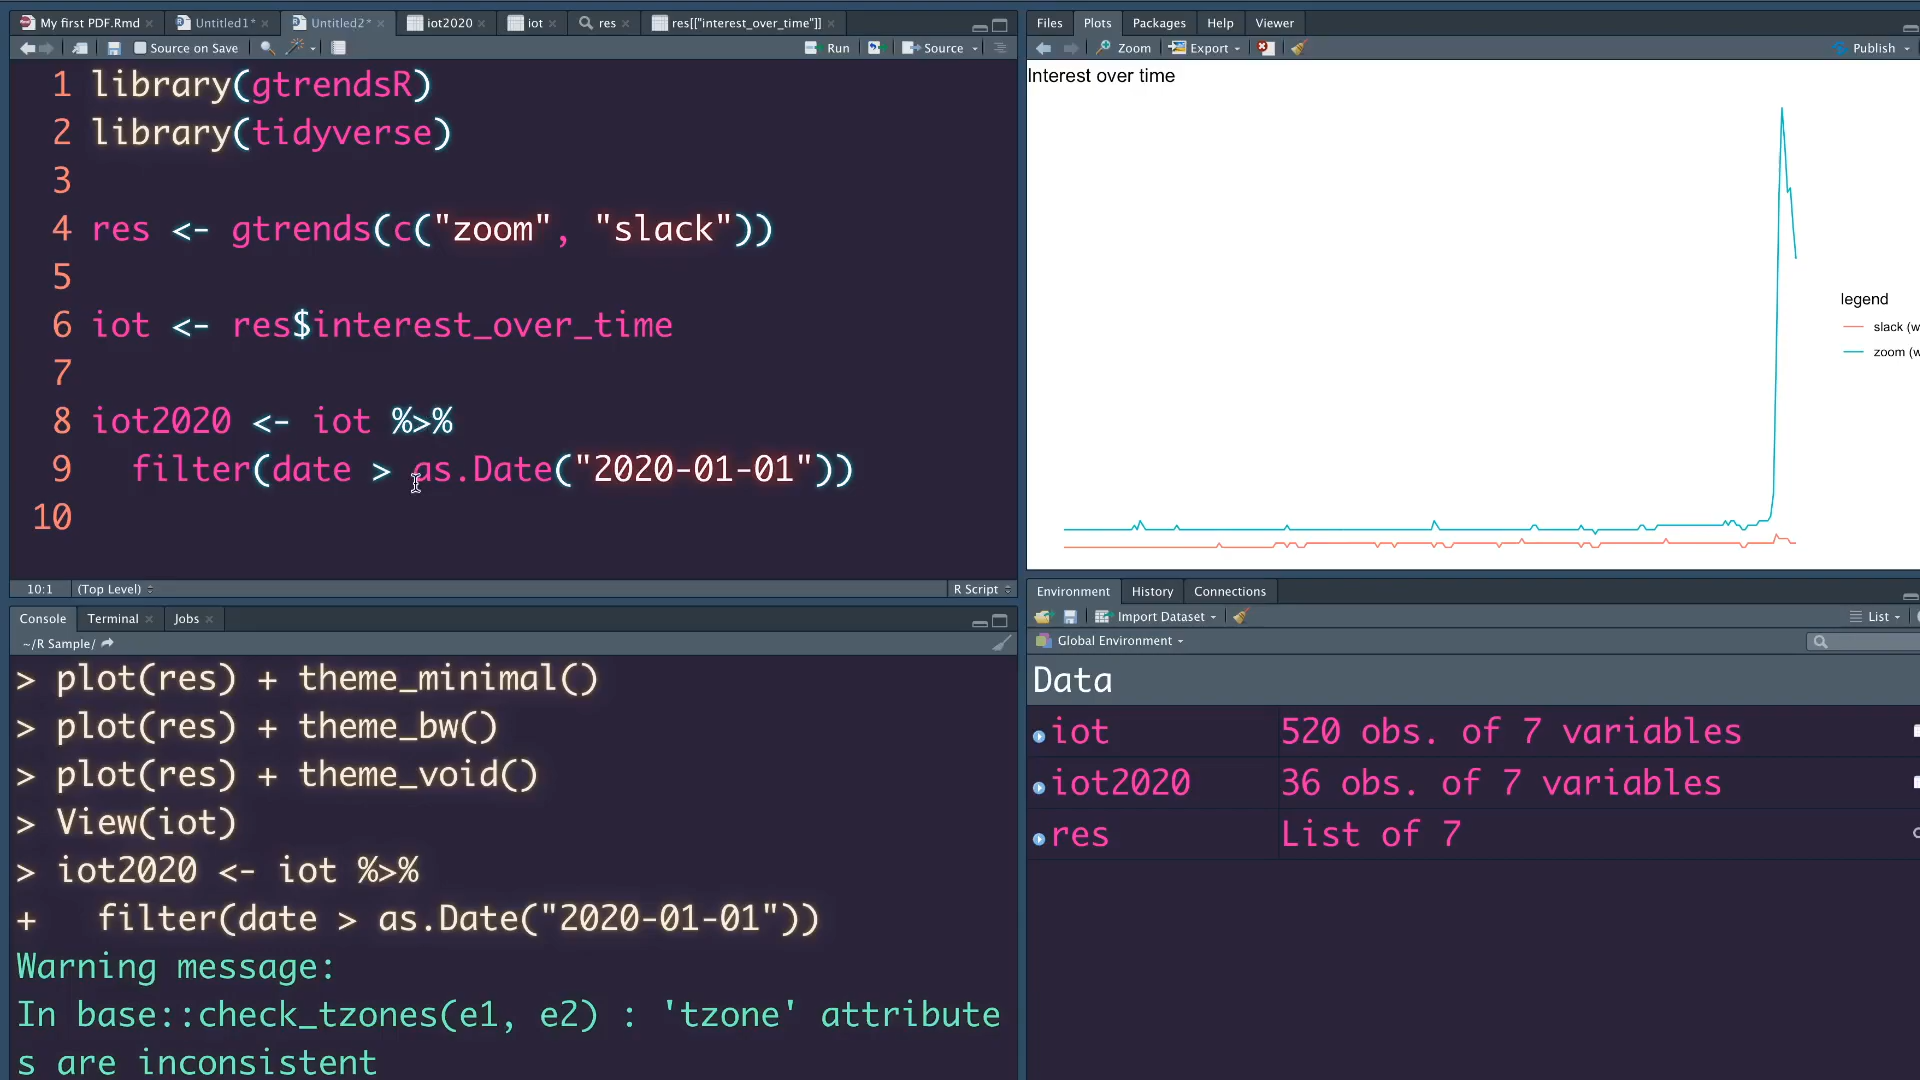 My first PDF.Rmd
Untitled1*
Untitled2*
iot2020
iot
res
res[["interest_over_time"]]
Source on Save
Run
Source
1 library(gtrendsR)
2 library(tidyverse)
3
4 res <- gtrends(c("zoom", "slack"))
5
6 iot <- res$interest_over_time
7
8 iot2020 <- iot %>%
9 filter(date > as.Date("2020-01-01"))
10
10:1 (Top Level) R Script
Console Terminal Jobs
~/R Sample/
> plot(res) + theme_minimal()
> plot(res) + theme_bw()
> plot(res) + theme_void()
> View(iot)
> iot2020 <- iot %>%
+ filter(date > as.Date("2020-01-01"))
Warning message:
In base::check_tzones(e1, e2) : 'tzone' attribute
s are inconsistent
Files Plots Packages Help Viewer
Zoom Export Publish
Interest over time
legend
slack (w
zoom (w
Environment History Connections
Import Dataset List
Global Environment
Data
iot 520 obs. of 7 variables
iot2020 36 obs. of 7 variables
res List of 7